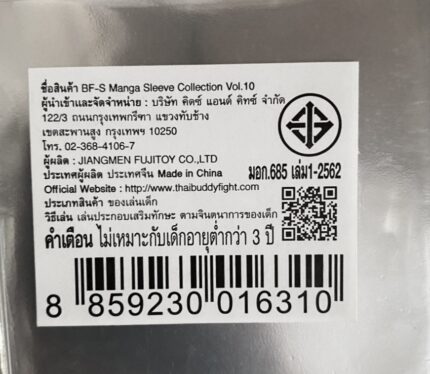 ชื่อสินค้า BF-S Manga Sleeve Collection Vol.10
ผู้นำเข้าและจัดจำหน่าย : บริษัท คิดซ์ แอนด์ คิทซ์ จำกัด
122/3 ถนนกรุงเทพกรีฑา แขวงทับช้าง
เขตสะพานสูง กรุงเทพฯ 10250
โทร. 02-368-4106-7
ผู้ผลิต : JIANGMEN FUJITOY CO.,LTD
ประเทศผู้ผลิต ประเทศจีน Made in China
มอก.685 เล่ม1-2562
Official Website : http://www.thaibuddyfight.com
ประเภทสินค้า ของเล่นเด็ก
วิธีเล่น เล่นประกอบเสริมทักษะ ตามจินตนาการของเด็ก
คำเตือน ไม่เหมาะกับเด็กอายุต่ำกว่า 3 ปี
8 859230 016310